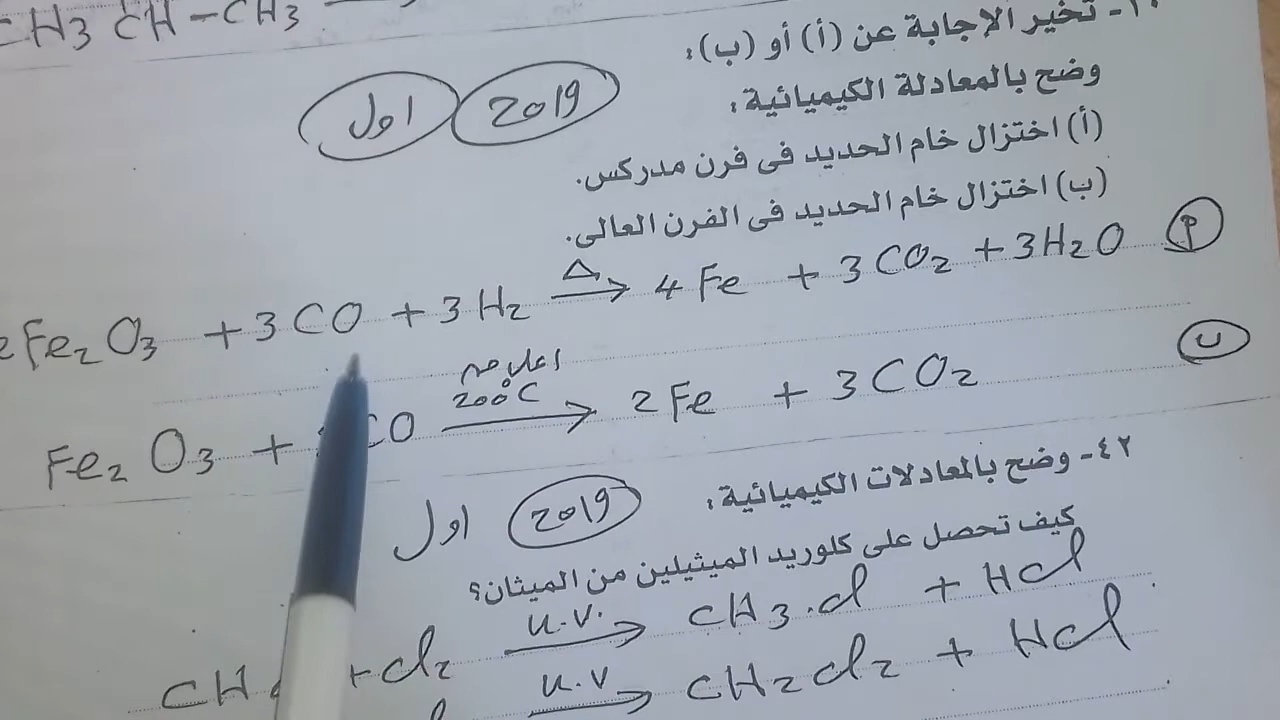 CH3 CH-CH3
١٠- تخير الإجابة عن (أ) أو (ب):
وضح بالمعادلة الكيميائية:
اول 2019
(أ) اختزال خام الحديد فى فرن مدركس.
(ب) اختزال خام الحديد فى الفرن العالى.
2Fe2O3 + 3CO + 3H2 △→ 4Fe + 3CO2 + 3H2O (P)
اعلى من
Fe2O3 + CO 200°C→ 2Fe + 3CO2 (ب)
٤٢- وضح بالمعادلات الكيميائية:
اول 2019
كيف تحصل على كلوريد الميثيلين من الميثان؟
CH +Cl2 u.v.→ CH3.Cl + HCl
u.v→ CH2Cl2 + HCl